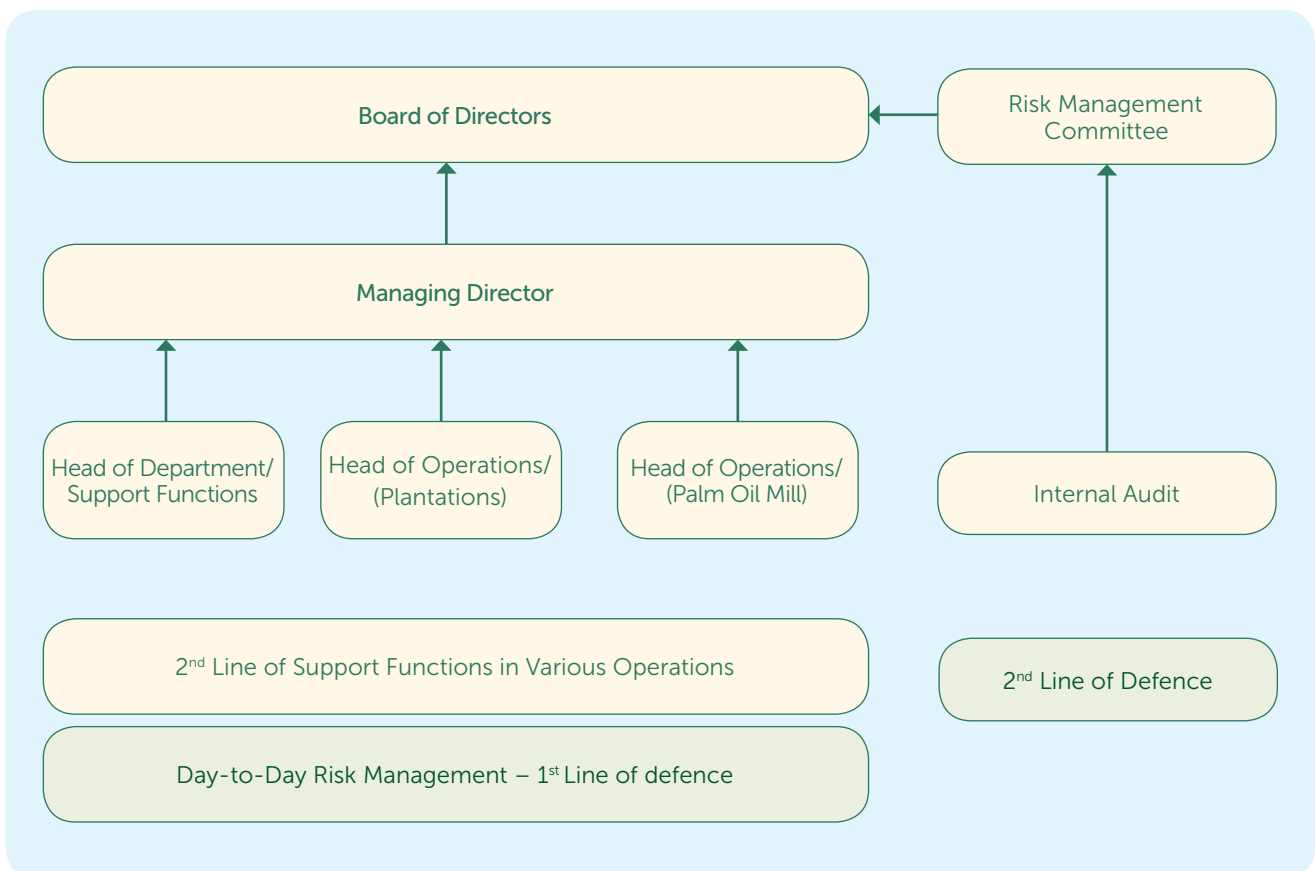 Board of Directors
Risk Management
Committee
Managing Director
Head of Department/
Support Functions
Head of Operations/
(Plantations)
Head of Operations/
(Palm Oil Mill)
Internal Audit
2nd Line of Support Functions in Various Operations
2nd Line of Defence
Day-to-Day Risk Management – 1st Line of defence